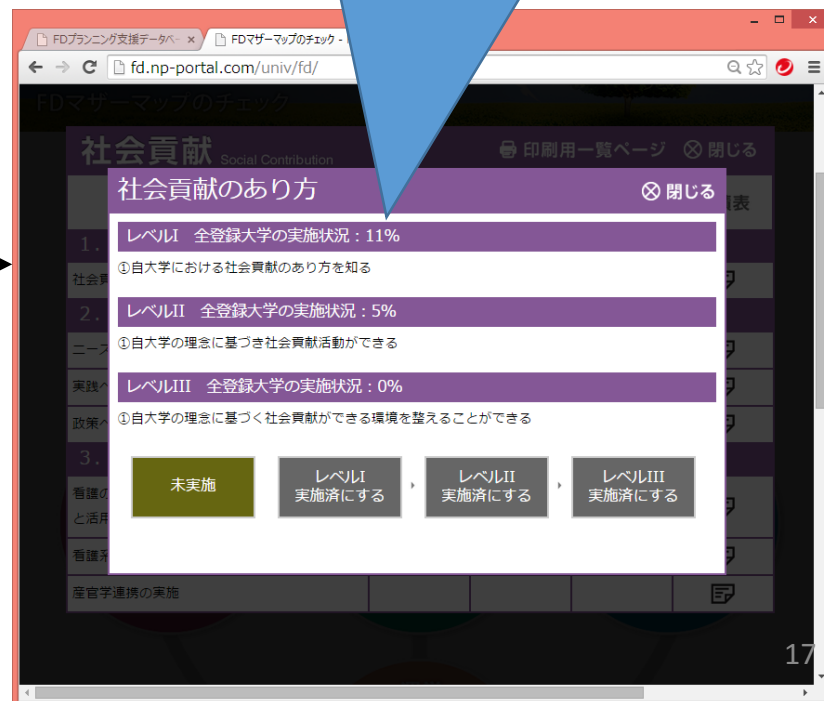 FDプランニング支援データベー
FDマザーマップのチェック -
fd.np-portal.com/univ/fd/
FDマザーマップのチェック
社会貢献 Social Contribution
印刷用一覧ページ
閉じる
社会貢献のあり方
閉じる
表
1.
レベルI 全登録大学の実施状況：11%
社会貢
①自大学における社会貢献のあり方を知る
2.
レベルII 全登録大学の実施状況：5%
ニース
①自大学の理念に基づき社会貢献活動ができる
実践へ
レベルIII 全登録大学の実施状況：0%
政策へ
①自大学の理念に基づく社会貢献ができる環境を整えることができる
3.
看護の
と活用
未実施
レベルI
実施済にする
レベルII
実施済にする
レベルIII
実施済にする
看護系
産官学連携の実施
17